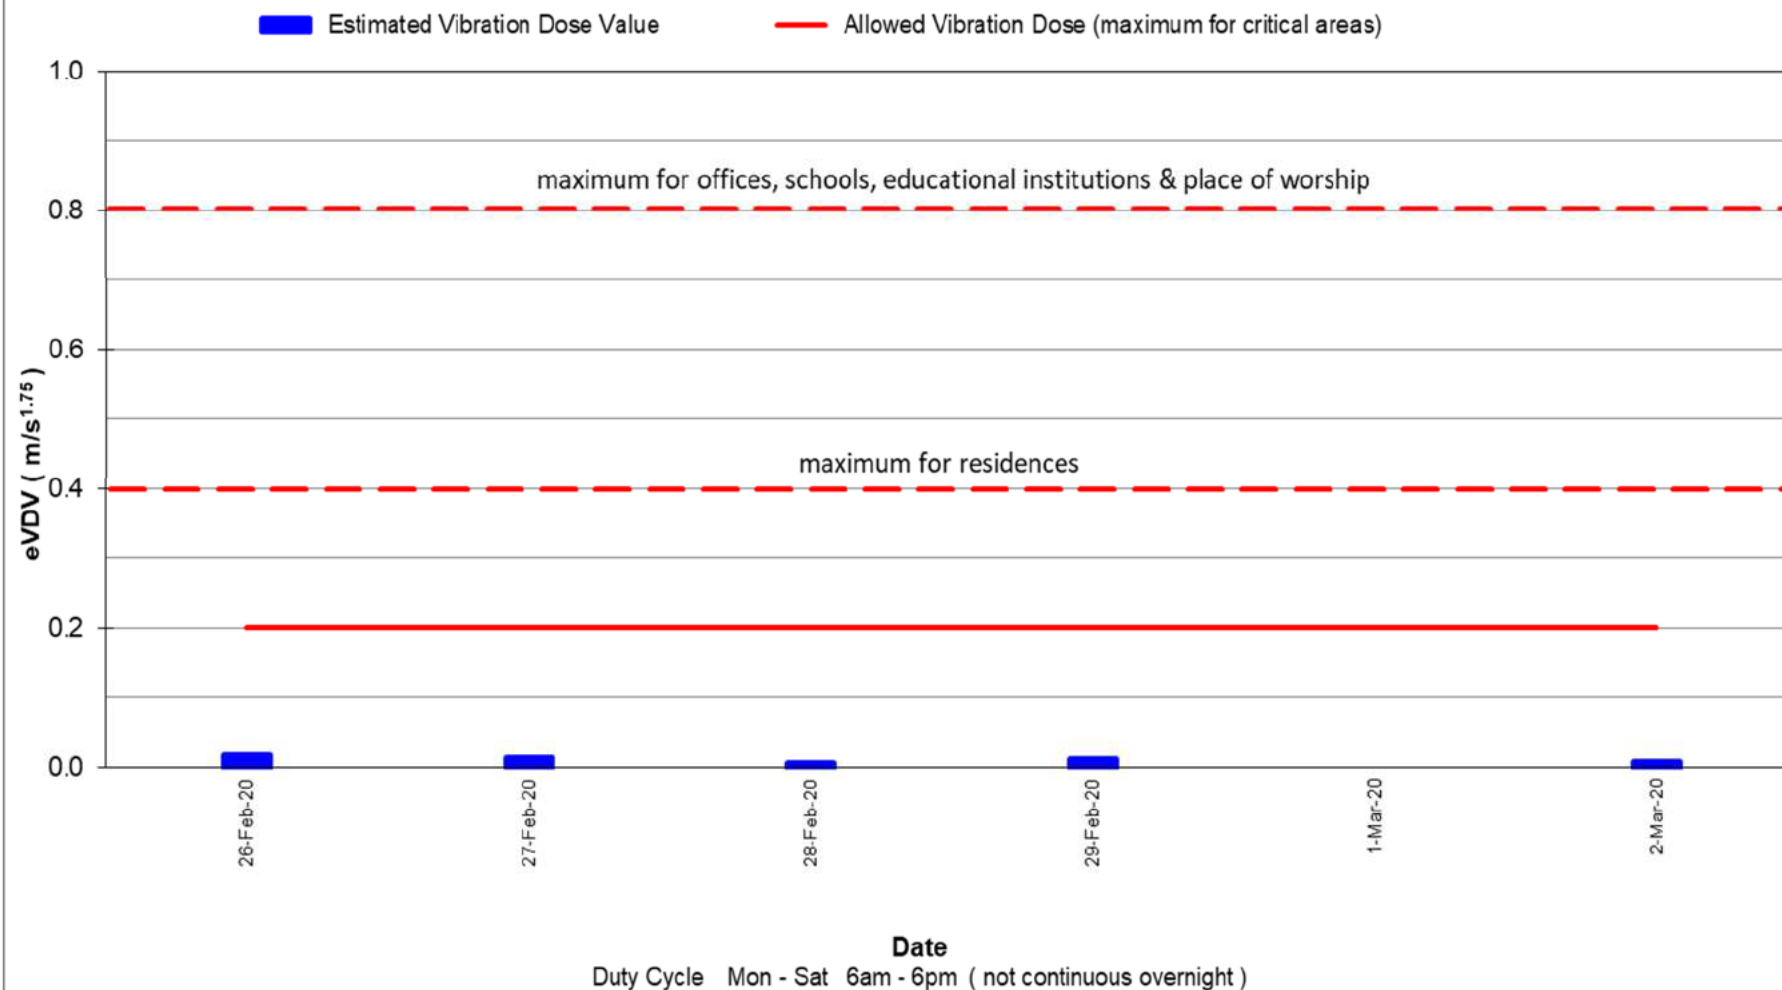 Estimated Vibration Dose Value
Allowed Vibration Dose (maximum for critical areas)
1.0
maximum for offices, schools, educational institutions & place of worship
0.8
0.6
eVDV ( m/s1.75 )
maximum for residences
0.4
0.2
0.0
26-Feb-20
27-Feb-20
28-Feb-20
29-Feb-20
1-Mar-20
2-Mar-20
Date
Duty Cycle Mon - Sat 6am - 6pm ( not continuous overnight )